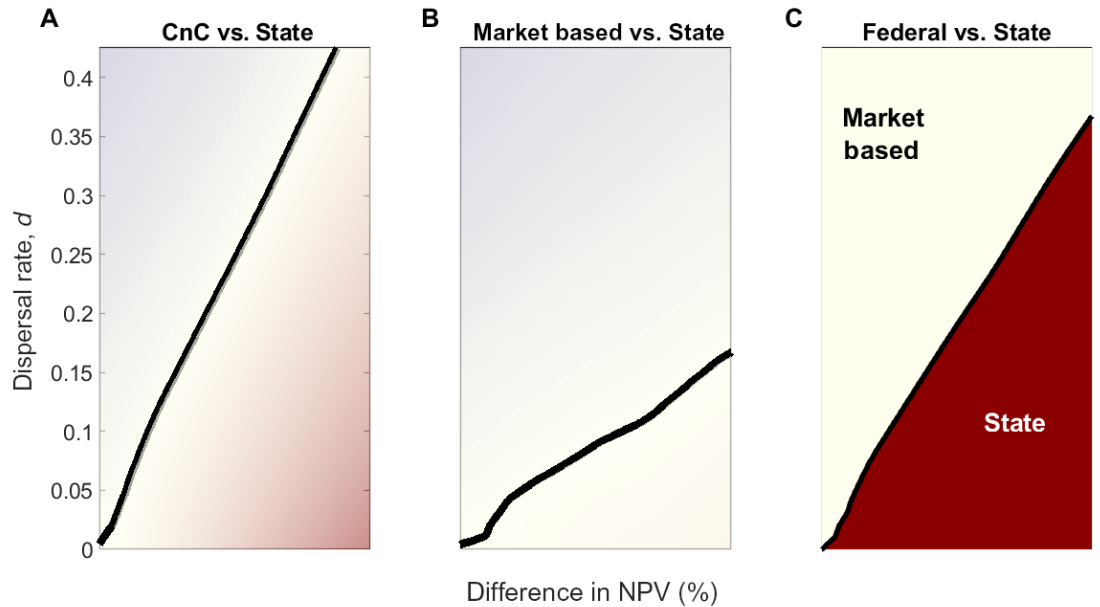 A
CnC vs. State
B
Market based vs. State
C
Federal vs. State
Dispersal rate, d
0.4
0.35
0.3
0.25
0.2
0.15
0.1
0.05
0
Market
based
State
Difference in NPV (%)